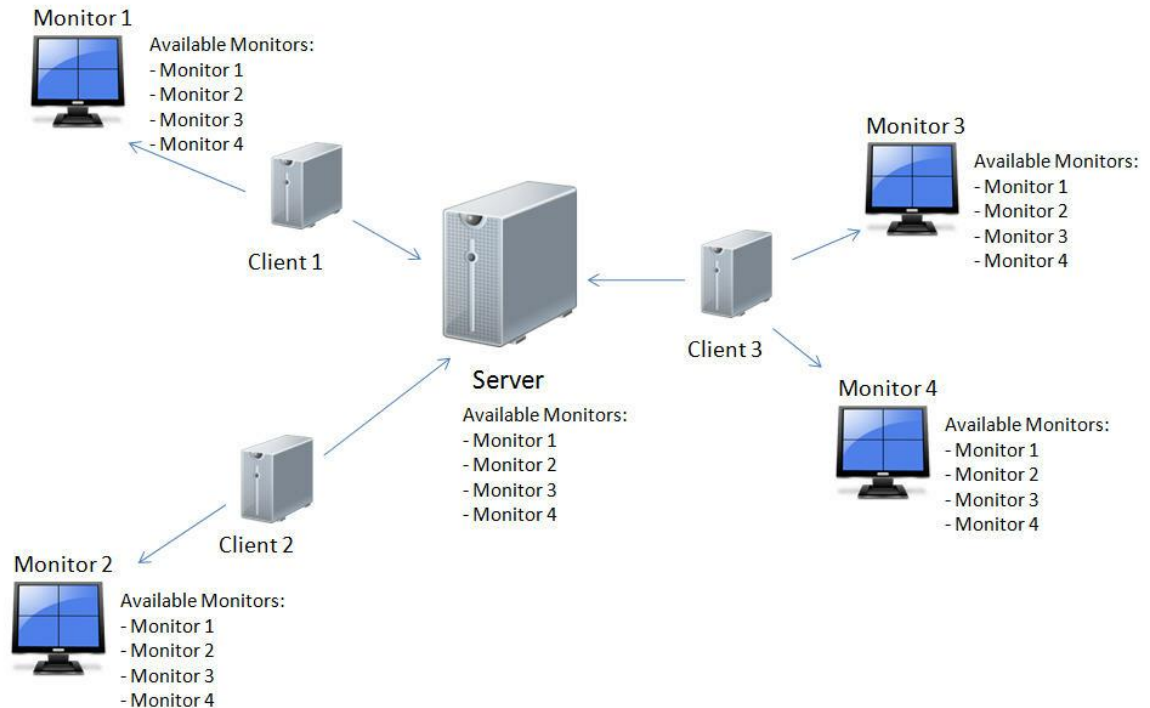 Monitor 1
Available Monitors:
- Monitor 1
- Monitor 2
- Monitor 3
- Monitor 4
Client 1
Monitor 3
Available Monitors:
- Monitor 1
- Monitor 2
- Monitor 3
- Monitor 4
Client 3
Server
Available Monitors:
- Monitor 1
- Monitor 2
- Monitor 3
- Monitor 4
Monitor 4
Available Monitors:
- Monitor 1
- Monitor 2
- Monitor 3
- Monitor 4
Client 2
Monitor 2
Available Monitors:
- Monitor 1
- Monitor 2
- Monitor 3
- Monitor 4